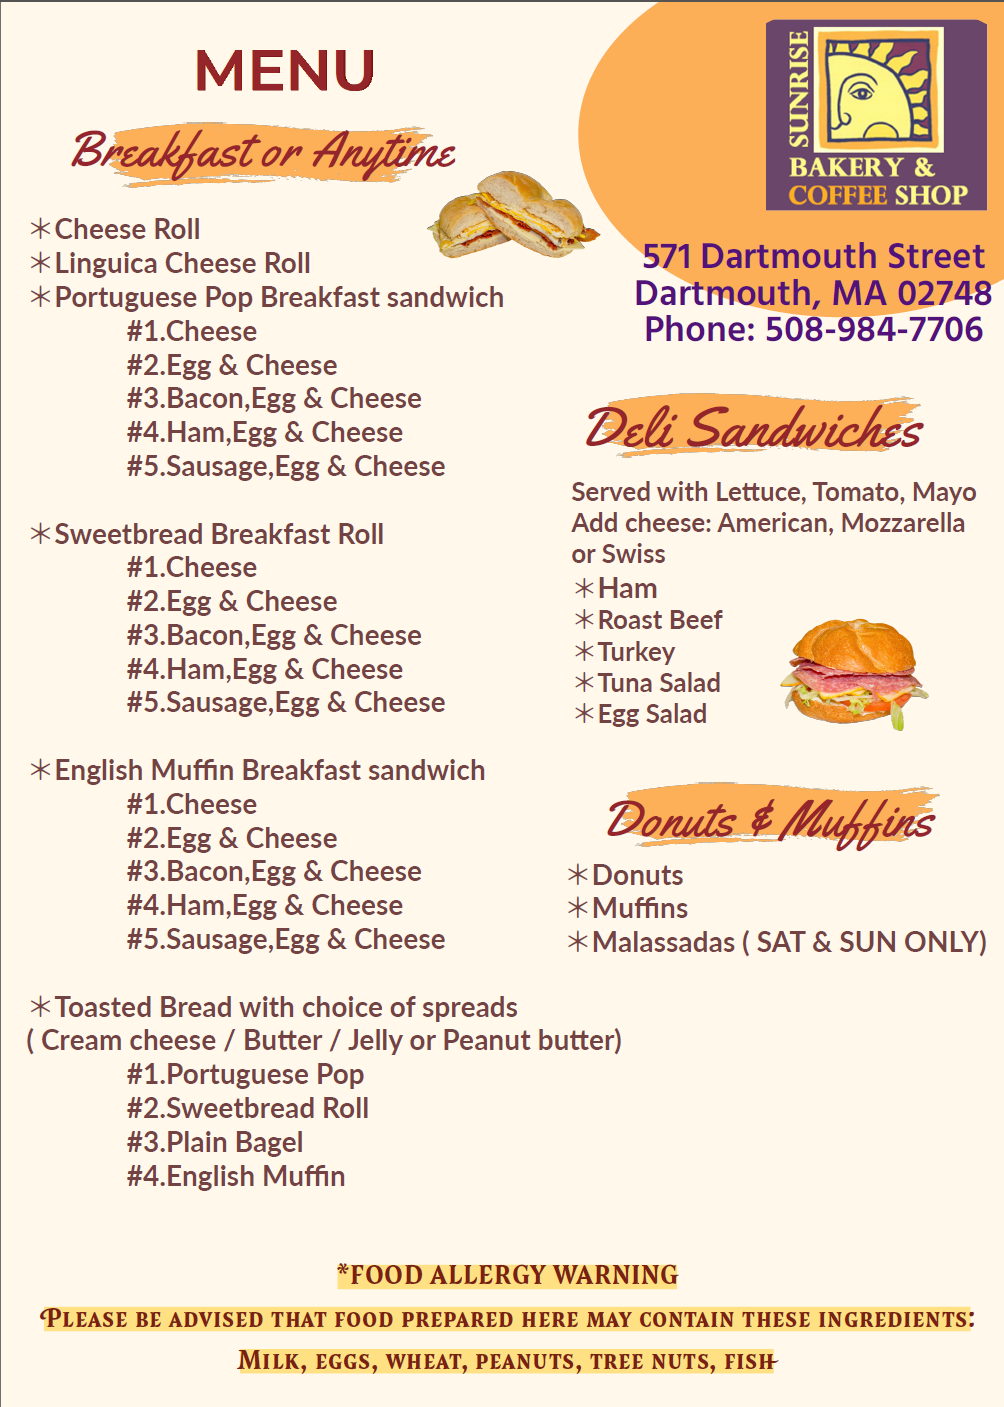 MENU
Breakfast or Anytime
*Cheese Roll
*Linguica Cheese Roll
*Portuguese Pop Breakfast sandwich
#1.Cheese
#2.Egg & Cheese
#3.Bacon,Egg & Cheese
#4.Ham,Egg & Cheese
#5.Sausage,Egg & Cheese
*Sweetbread Breakfast Roll
#1.Cheese
#2.Egg & Cheese
#3.Bacon,Egg & Cheese
#4.Ham,Egg & Cheese
#5.Sausage,Egg & Cheese
*English Muffin Breakfast sandwich
#1.Cheese
#2.Egg & Cheese
#3.Bacon,Egg & Cheese
#4.Ham,Egg & Cheese
#5.Sausage,Egg & Cheese
*Toasted Bread with choice of spreads
( Cream cheese / Butter / Jelly or Peanut butter)
#1.Portuguese Pop
#2.Sweetbread Roll
#3.Plain Bagel
#4.English Muffin
SUNRISE
BAKERY &
COFFEE SHOP
571 Dartmouth Street
Dartmouth, MA 02748
Phone: 508-984-7706
Deli Sandwiches
Served with Lettuce, Tomato, Mayo
Add cheese: American, Mozzarella
or Swiss
*Ham
*Roast Beef
*Turkey
*Tuna Salad
*Egg Salad
Donuts & Muffins
*Donuts
*Muffins
*Malassadas ( SAT & SUN ONLY)
*FOOD ALLERGY WARNING
PLEASE BE ADVISED THAT FOOD PREPARED HERE MAY CONTAIN THESE INGREDIENTS:
MILK, EGGS, WHEAT, PEANUTS, TREE NUTS, FISH